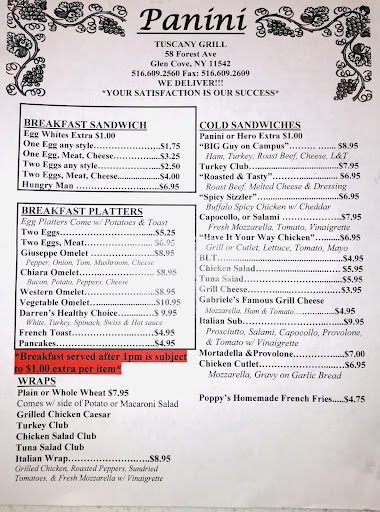 Panini
TUSCANY GRILL
58 Forest Ave
Glen Cove, NY 11542
516.609.2560 Fax: 516.609.2609
WE DELIVER!!!
*YOUR SATISFACTION IS OUR SUCCESS*
BREAKFAST SANDWICH
Egg Whites Extra $1.00
One Egg any style.....................$1.75
One Egg, Meat, Cheese............$3.25
Two Eggs any style..................$2.50
Two Eggs, Meat, Cheese..........$4.00
Hungry Man ........................$6.95
BREAKFAST PLATTERS
Egg Platters Come w/ Potatoes & Toast
Two Eggs..............................$5.25
Two Eggs, Meat.....................$6.95
Giuseppe Omelet ...................$8.95
Pepper, Onion, Tom, Mushroom, Cheese
Chiara Omelet.......................$8.95
Bacon, Potato, Peppers, Cheese
Western Omelet.....................$8.95
Vegetable Omelet...................$10.95
Darren's Healthy Choice...........$ 9.95
White, Turkey, Spinach, Swiss & Hot sauce
French Toast.........................$4.95
Pancakes..............................$4.95
*Breakfast served after 1pm is subject
to $1.00 extra per item*
WRAPS
Plain or Whole Wheat $7.95
Comes w/ side of Potato or Macaroni Salad
Grilled Chicken Caesar
Turkey Club
Chicken Salad Club
Tuna Salad Club
Italian Wrap.........................$8.95
Grilled Chicken, Roasted Peppers, Sundried
Tomatoes, & Fresh Mozzarella w/ Vinaigrette
COLD SANDWICHES
Panini or Hero Extra $1.00
"BIG Guy on Campus"............... $8.95
Ham, Turkey, Roast Beef, Cheese, L&T
Turkey Club..............................$7.95
"Roasted & Tasty"...................... $6.95
Roast Beef, Melted Cheese & Dressing
"Spicy Sizzler"............................$6.95
Buffalo Spicy Chicken w/ Cheddar
Capocollo, or Salami ..................$7.95
Fresh Mozzarella, Tomato, Vinaigrette
"Have It Your Way Chicken".......$6.95
Grill or Cutlet, Lettuce, Tomato, Mayo
BLT........................................$4.95
Chicken Salad..........................$5.95
Tuna Salad..............................$5.95
Grill Cheese.............................$3.95
Gabriele's Famous Grill Cheese
Mozzarella, Ham & Tomato..............$4.95
Italian Sub...............................$9.95
Prosciutto, Salami, Capocollo, Provolone,
& Tomato w/ Vinaigrette
Mortadella &Provolone.............$7.00
Chicken Cutlet.........................$6.95
Mozzarella, Gravy on Garlic Bread
Poppy's Homemade French Fries.....$4.75